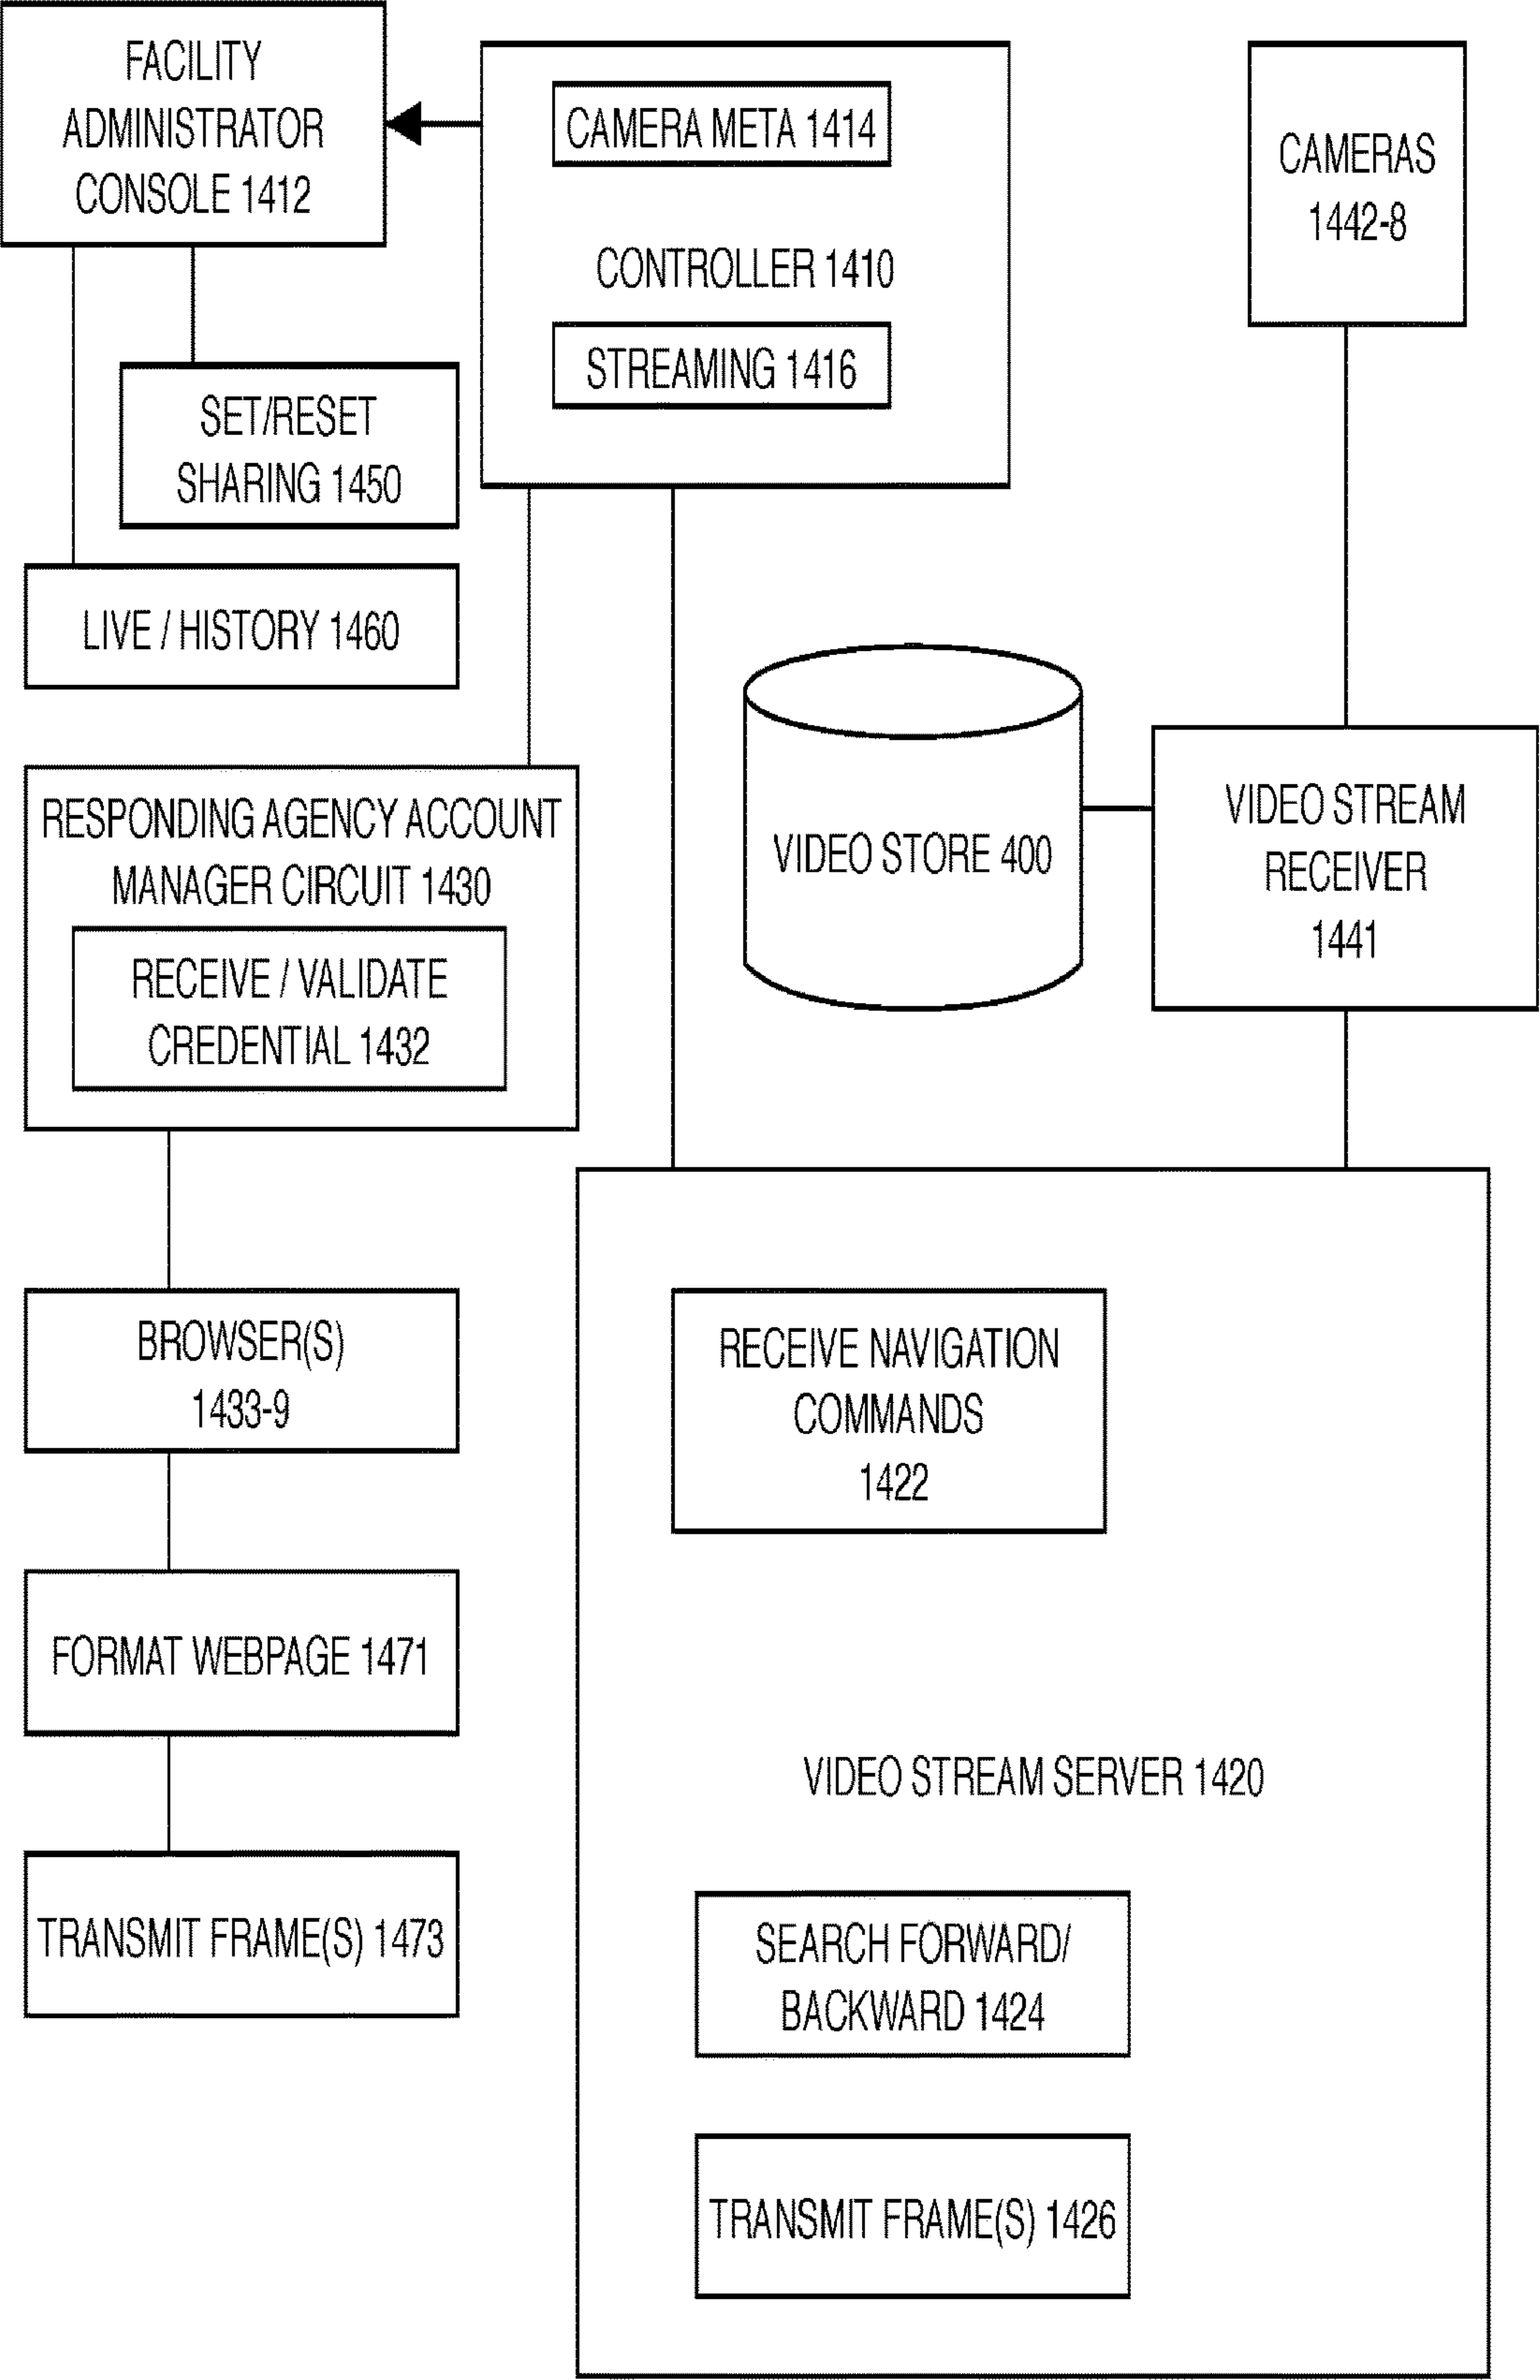 FACILITY
ADMINISTRATOR
CONSOLE 1412
CAMERA META 1414
CONTROLLER 1410
STREAMING 1416
CAMERAS
1442-8
SET/RESET
SHARING 1450
LIVE / HISTORY 1460
RESPONDING AGENCY ACCOUNT
MANAGER CIRCUIT 1430
RECEIVE / VALIDATE
CREDENTIAL 1432
VIDEO STORE 400
VIDEO STREAM
RECEIVER
1441
BROWSER(S)
1433-9
FORMAT WEBPAGE 1471
TRANSMIT FRAME(S) 1473
RECEIVE NAVIGATION
COMMANDS
1422
VIDEO STREAM SERVER 1420
SEARCH FORWARD/
BACKWARD 1424
TRANSMIT FRAME(S) 1426